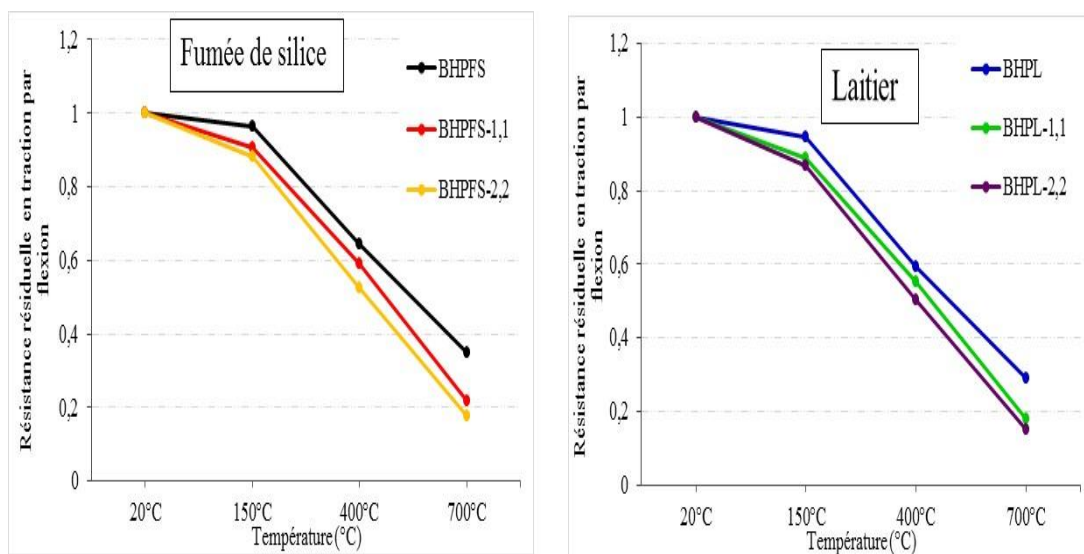 Résistance résiduelle en traction par
flexion
1,2
1
0,8
0,6
0,4
0,2
0
Fumée de silice
BHPFS
BHPFS-1,1
BHPFS-2,2
20°C
150°C
400°C
700°C
Température (°C)
Résistance résiduelle en traction par
flexion
1,2
1
0,8
0,6
0,4
0,2
0
Laitier
BHPL
BHPL-1,1
BHPL-2,2
20°C
150°C
400°C
700°C
Température (°C)